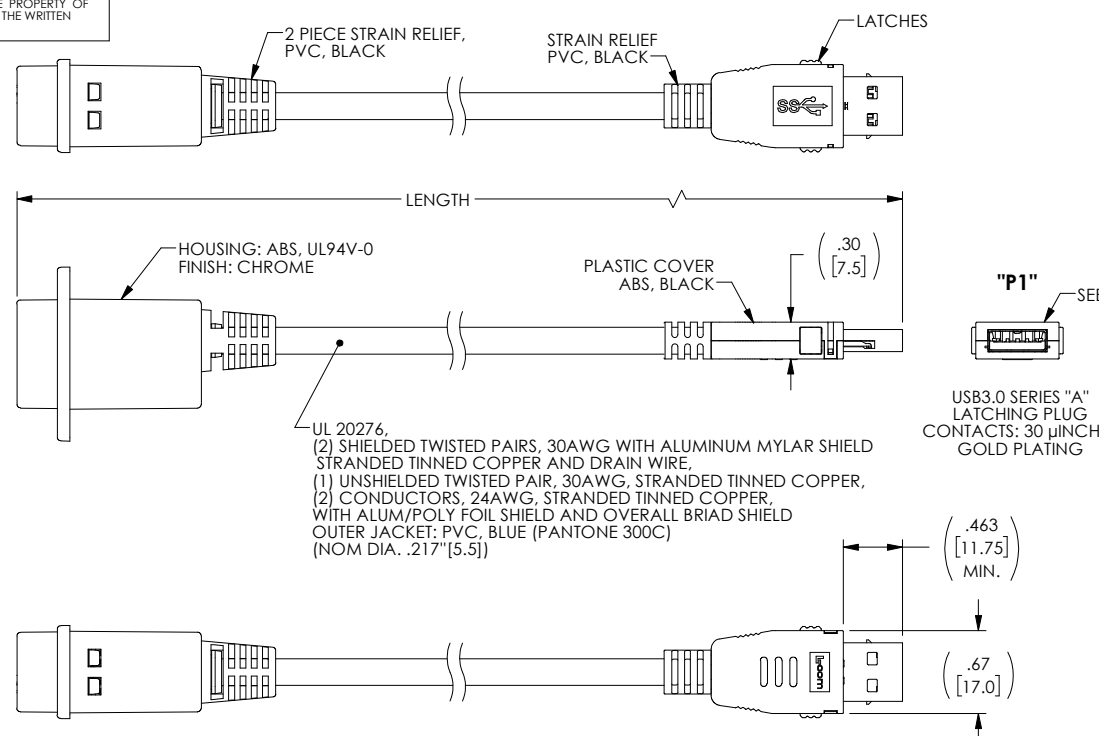 E PROPERTY OF
THE WRITTEN
2 PIECE STRAIN RELIEF,
PVC, BLACK
STRAIN RELIEF
PVC, BLACK
LATCHES
SS
LENGTH
HOUSING: ABS, UL94V-0
FINISH: CHROME
PLASTIC COVER
ABS, BLACK
.30
[7.5]
"P1"
SEE
USB3.0 SERIES "A"
LATCHING PLUG
CONTACTS: 30 µINCH
GOLD PLATING
UL 20276,
(2) SHIELDED TWISTED PAIRS, 30AWG WITH ALUMINUM MYLAR SHIELD
STRANDED TINNED COPPER AND DRAIN WIRE,
(1) UNSHIELDED TWISTED PAIR, 30AWG, STRANDED TINNED COPPER,
(2) CONDUCTORS, 24AWG, STRANDED TINNED COPPER,
WITH ALUM/POLY FOIL SHIELD AND OVERALL BRIAD SHIELD
OUTER JACKET: PVC, BLUE (PANTONE 300C)
(NOM DIA. .217"[5.5])
.463
[11.75]
MIN.
L-com
.67
[17.0]